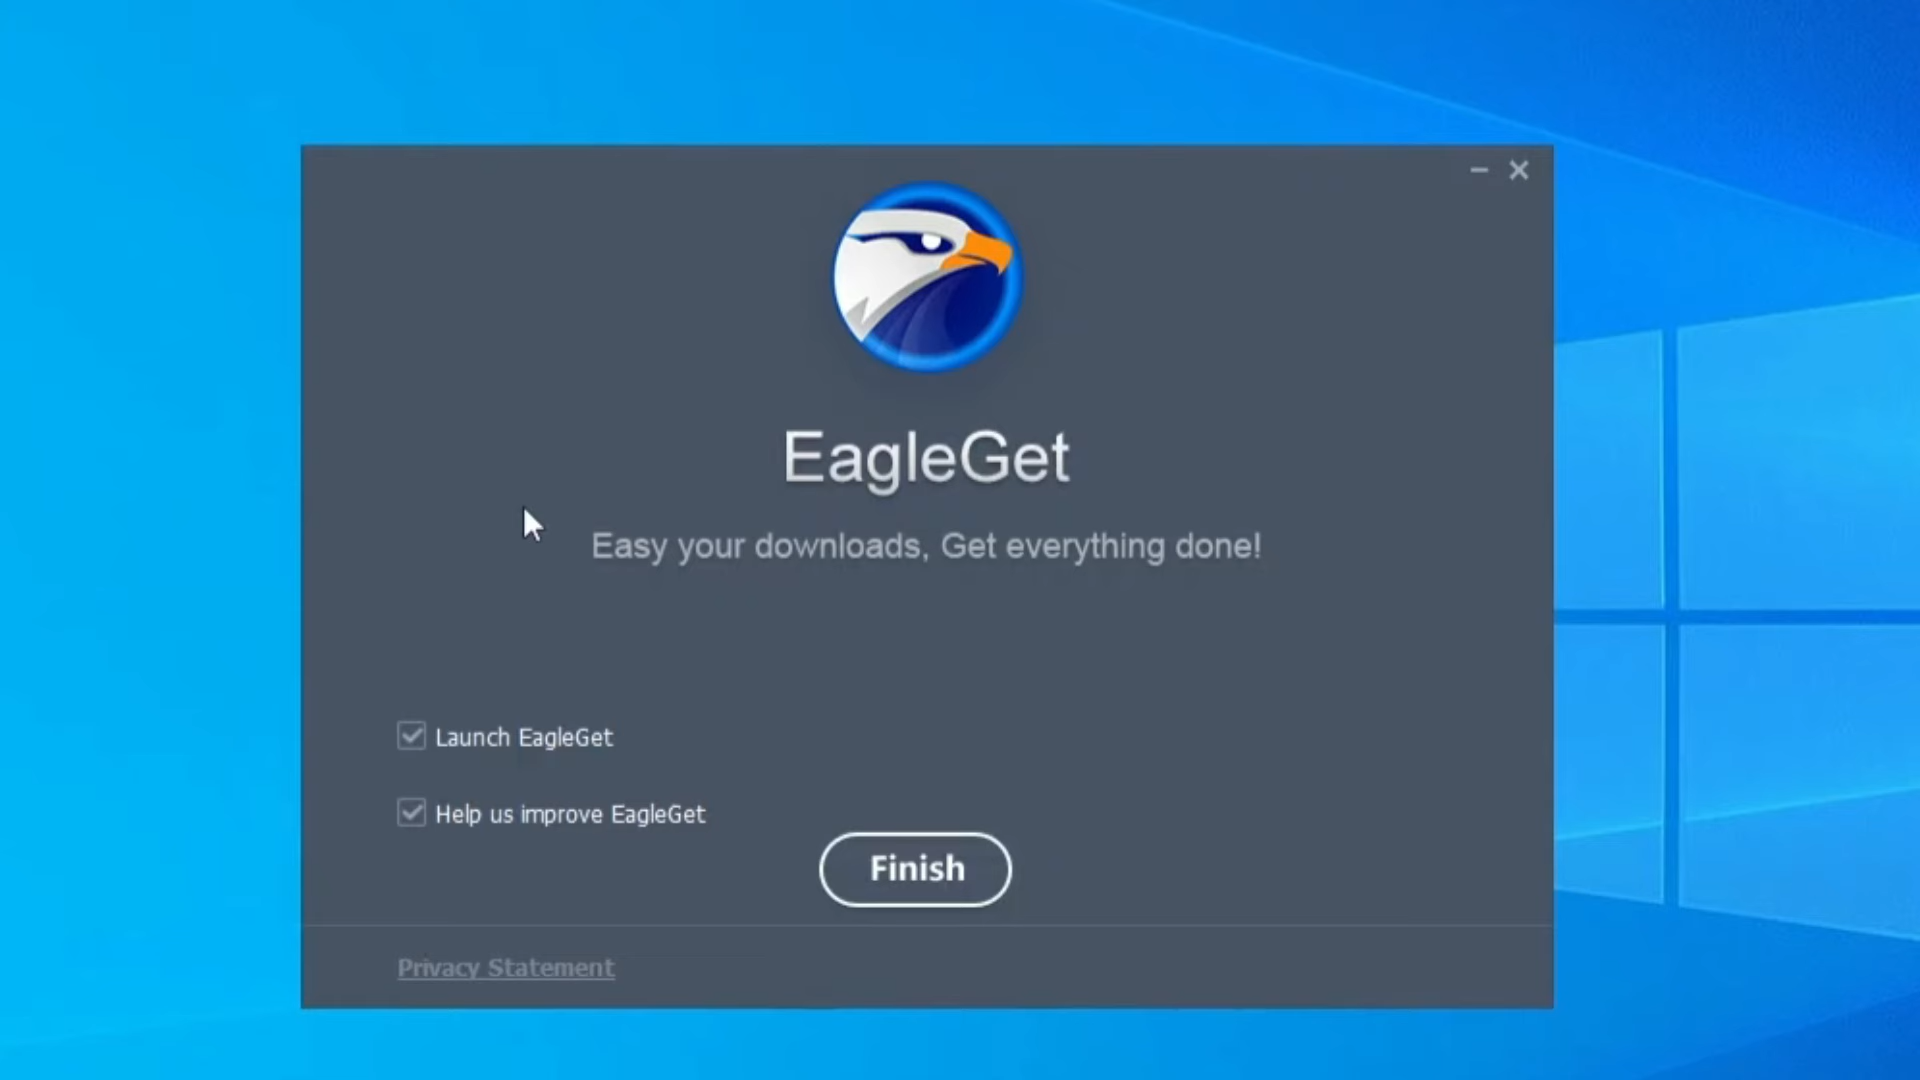 EagleGet
Easy your downloads, Get everything done!
Launch EagleGet
Help us improve EagleGet
Finish
Privacy Statement